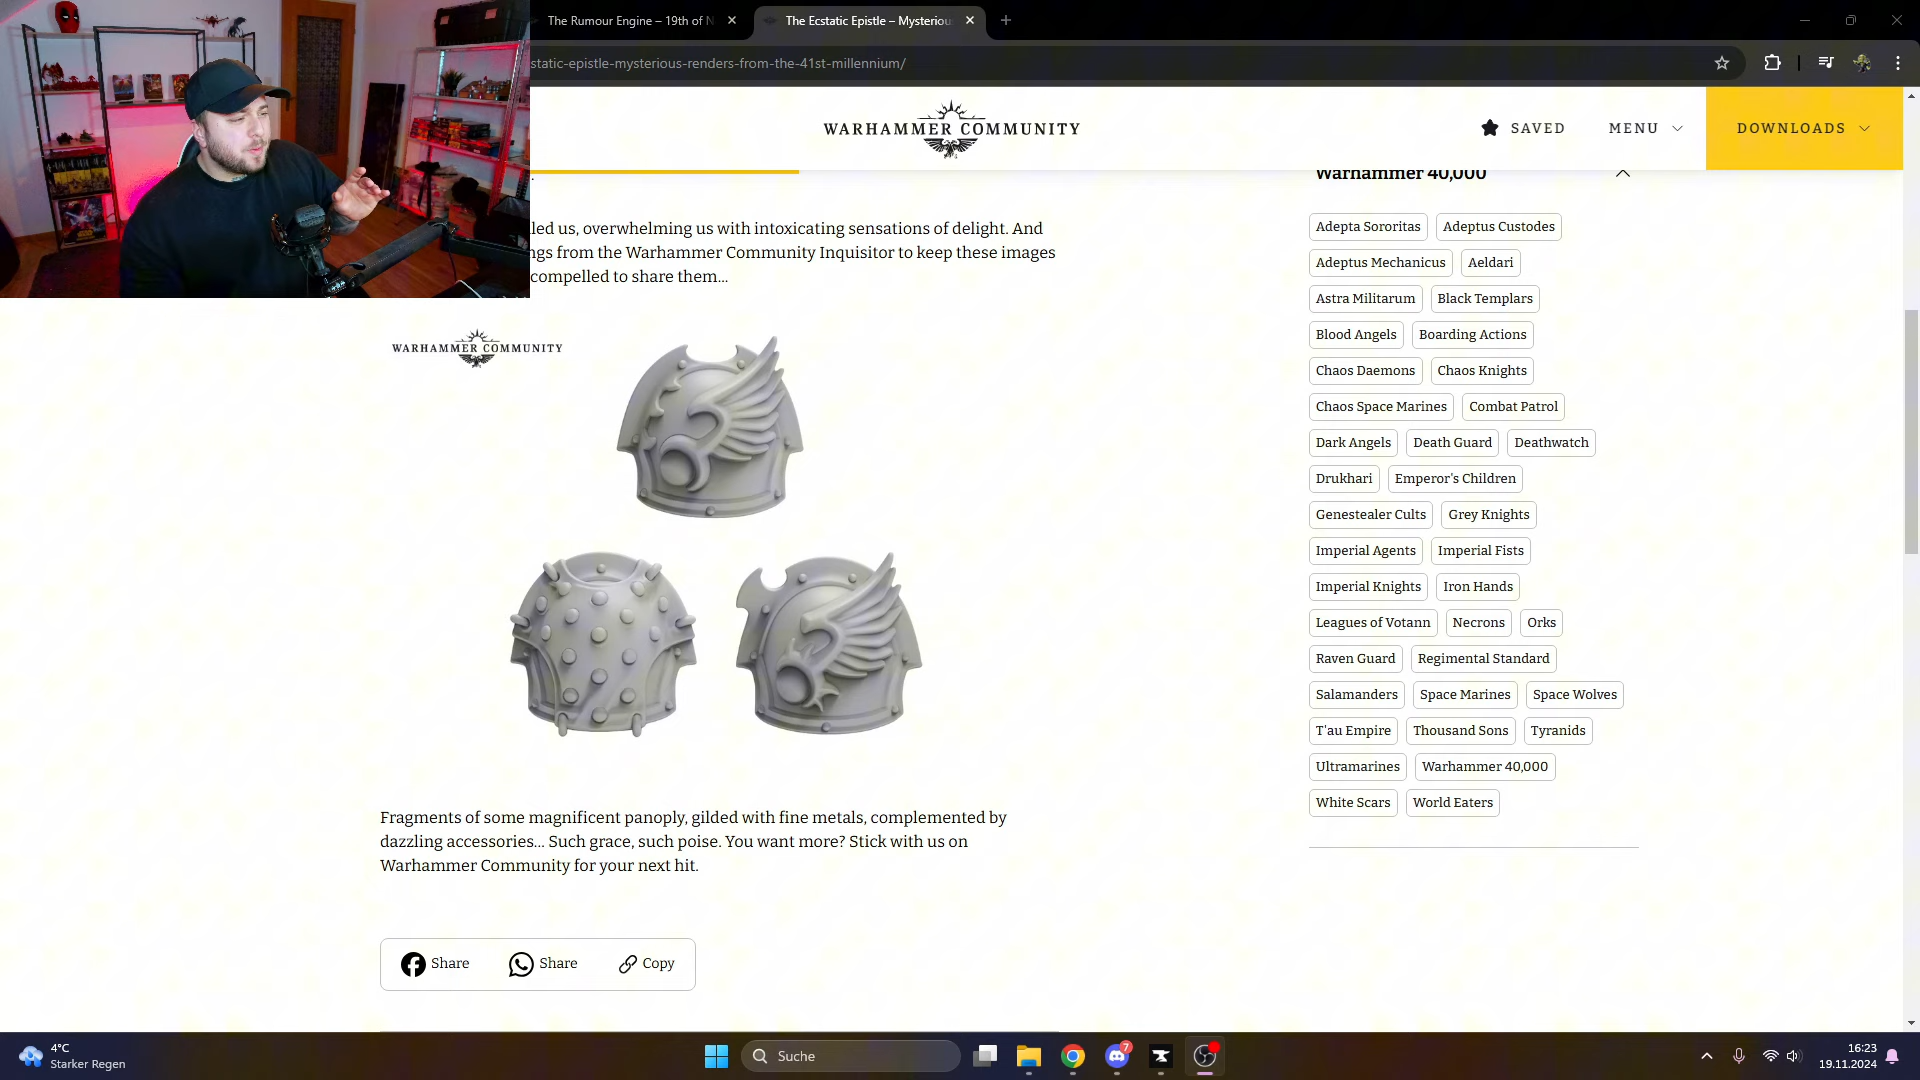 The Rumour Engine – 19th of N
The Ecstatic Epistle – Mysteriou
static-epistle-mysterious-renders-from-the-41st-millennium/
WARHAMMER COMMUNITY
SAVED
MENU
DOWNLOADS
Warhammer 40,000
led us, overwhelming us with intoxicating sensations of delight. And
ngs from the Warhammer Community Inquisitor to keep these images
compelled to share them...
WARHAMMER COMMUNITY
Adepta Sororitas
Adeptus Custodes
Adeptus Mechanicus
Aeldari
Astra Militarum
Black Templars
Blood Angels
Boarding Actions
Chaos Daemons
Chaos Knights
Chaos Space Marines
Combat Patrol
Dark Angels
Death Guard
Deathwatch
Drukhari
Emperor's Children
Genestealer Cults
Grey Knights
Imperial Agents
Imperial Fists
Imperial Knights
Iron Hands
Leagues of Votann
Necrons
Orks
Raven Guard
Regimental Standard
Salamanders
Space Marines
Space Wolves
T'au Empire
Thousand Sons
Tyranids
Ultramarines
Warhammer 40,000
White Scars
World Eaters
Fragments of some magnificent panoply, gilded with fine metals, complemented by
dazzling accessories... Such grace, such poise. You want more? Stick with us on
Warhammer Community for your next hit.
Share
Share
Copy
4°C
Starker Regen
Suche
7
16:23
19.11.2024